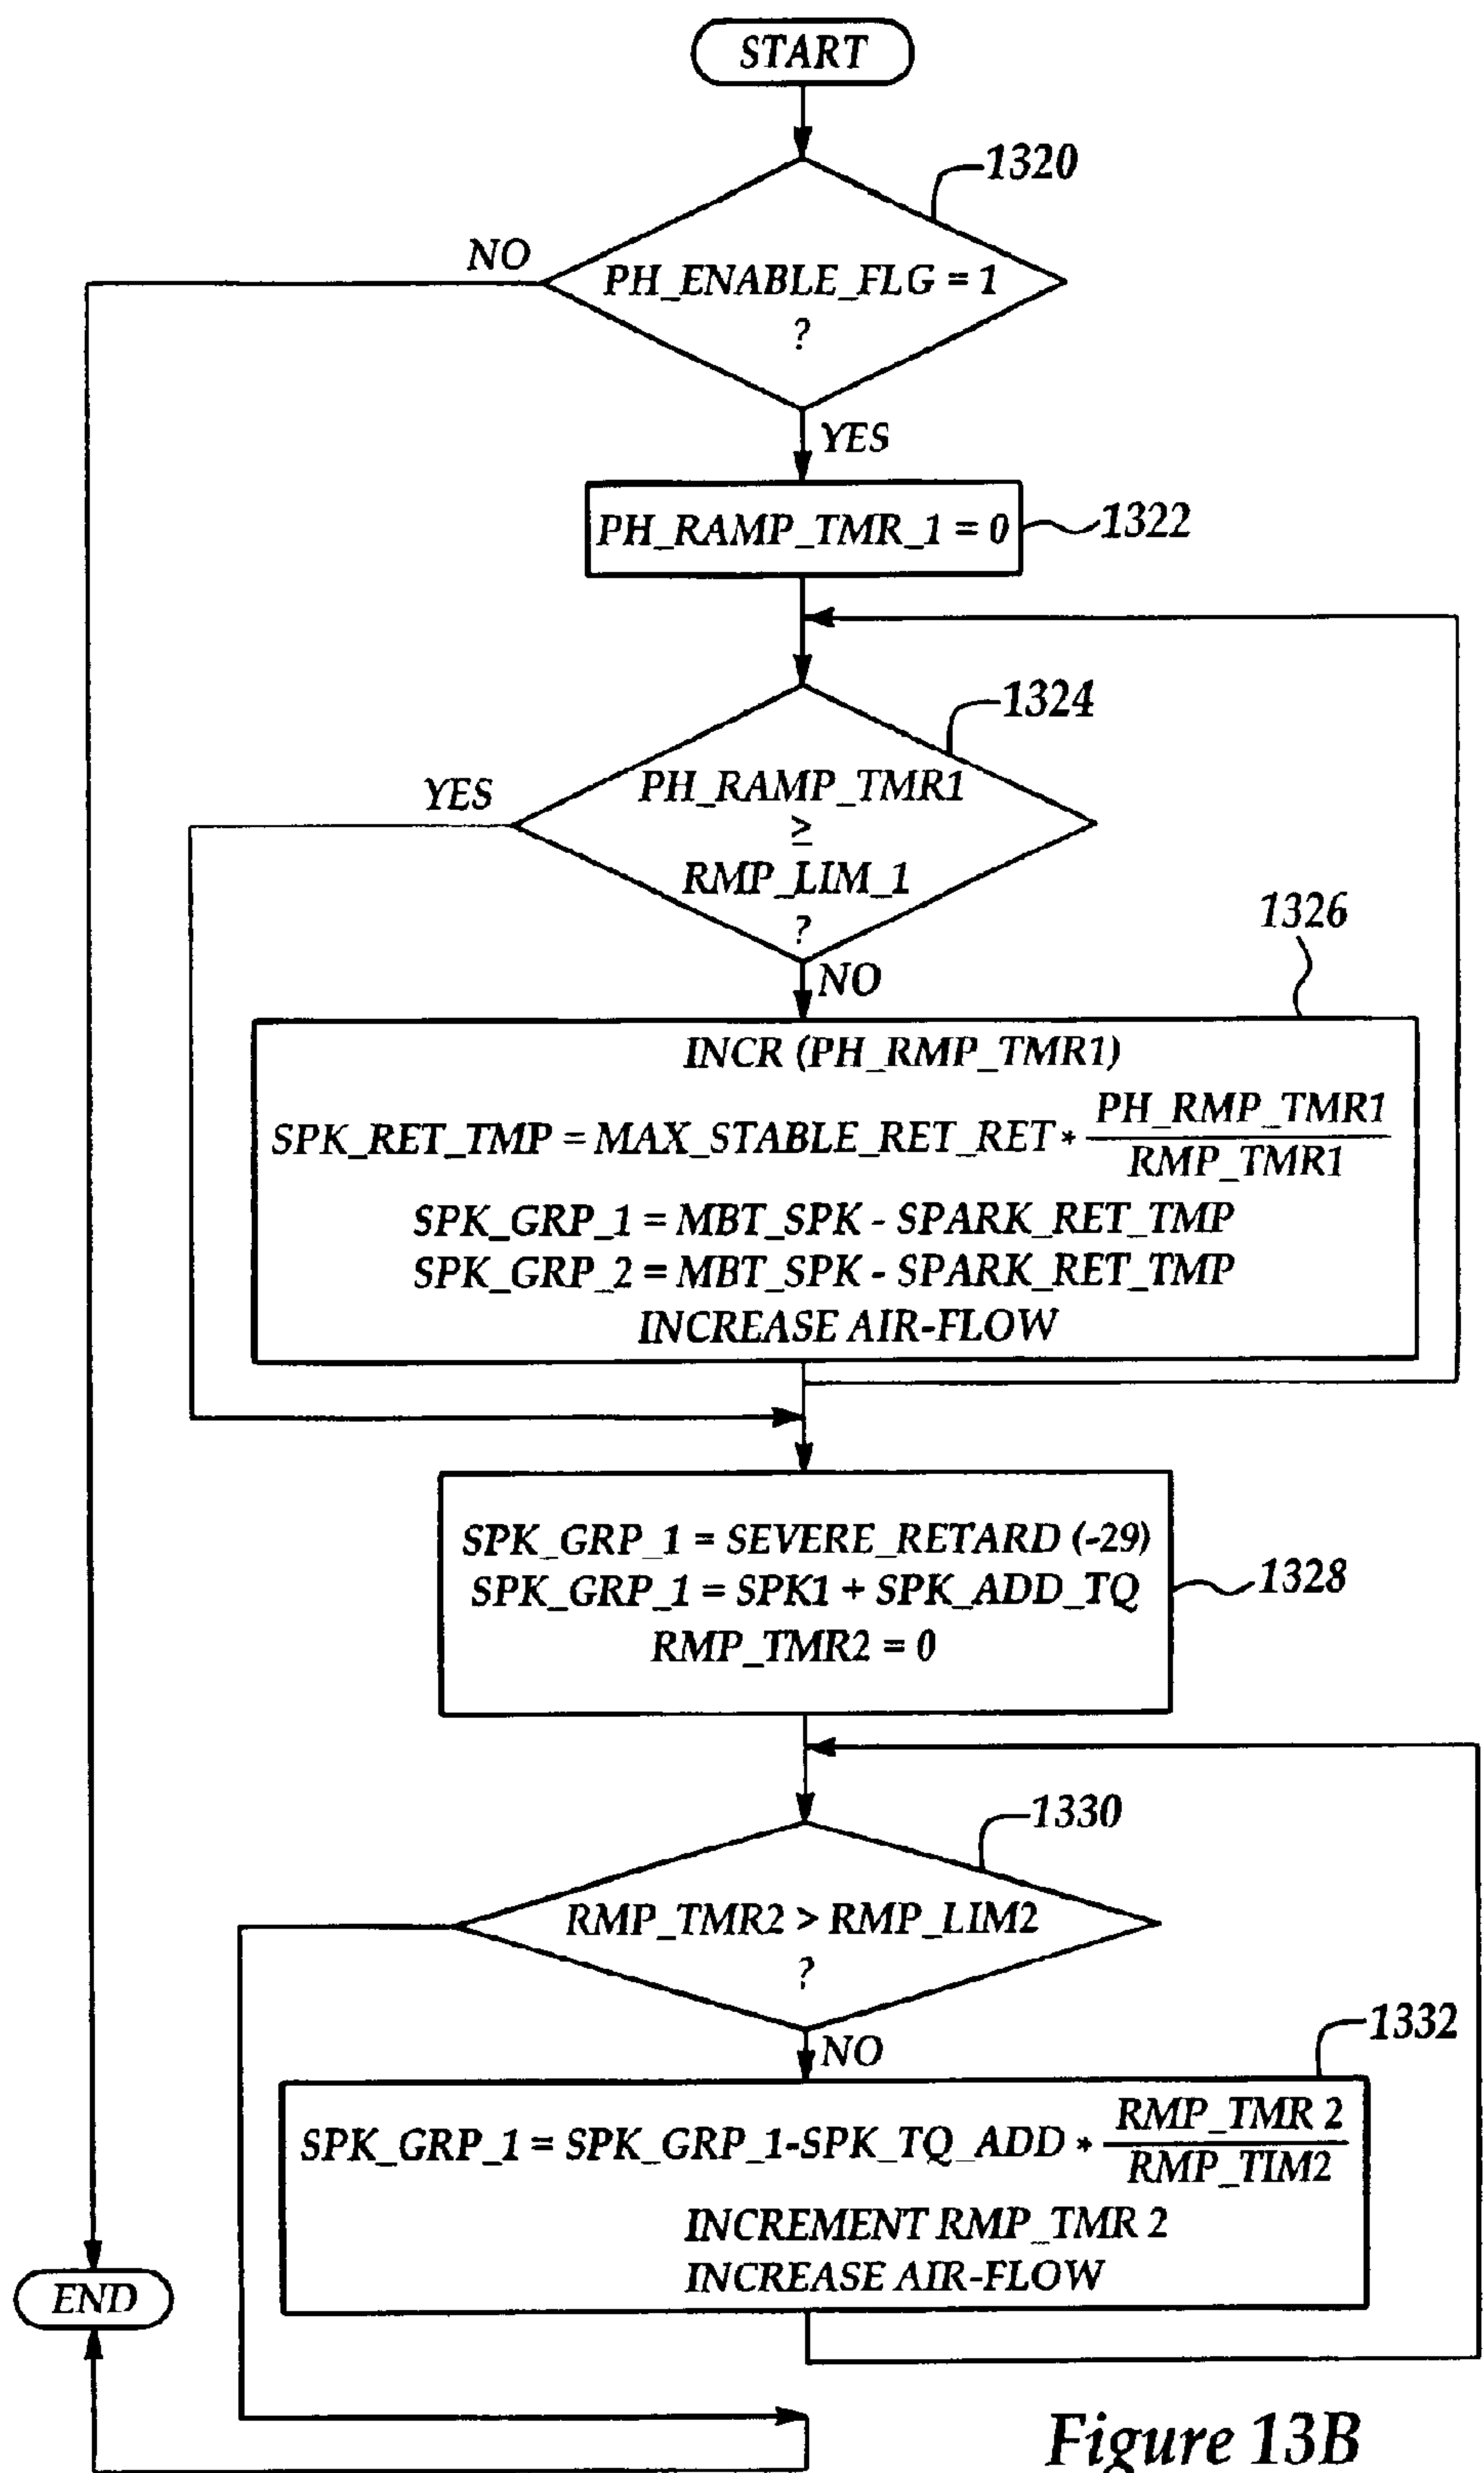 START
1320
NO
PH_ENABLE_FLG = 1
?
YES
PH_RAMP_TMR_1 = 0
1322
1324
YES
PH_RAMP_TMR1
≥
RMP_LIM_1
?
1326
NO
INCR (PH_RMP_TMR1)
SPK_RET_TMP = MAX_STABLE_RET_RET * PH_RMP_TMR1
RMP_TMR1
SPK_GRP_1 = MBT_SPK - SPARK_RET_TMP
SPK_GRP_2 = MBT_SPK - SPARK_RET_TMP
INCREASE AIR-FLOW
SPK_GRP_1 = SEVERE_RETARD (-29)
SPK_GRP_1 = SPK1 + SPK_ADD_TQ
RMP_TMR2 = 0
1328
1330
RMP_TMR2 > RMP_LIM2
?
1332
NO
SPK_GRP_1 = SPK_GRP_1-SPK_TQ_ADD * RMP_TMR 2
RMP_TIM2
INCREMENT RMP_TMR 2
INCREASE AIR-FLOW
END
Figure 13B